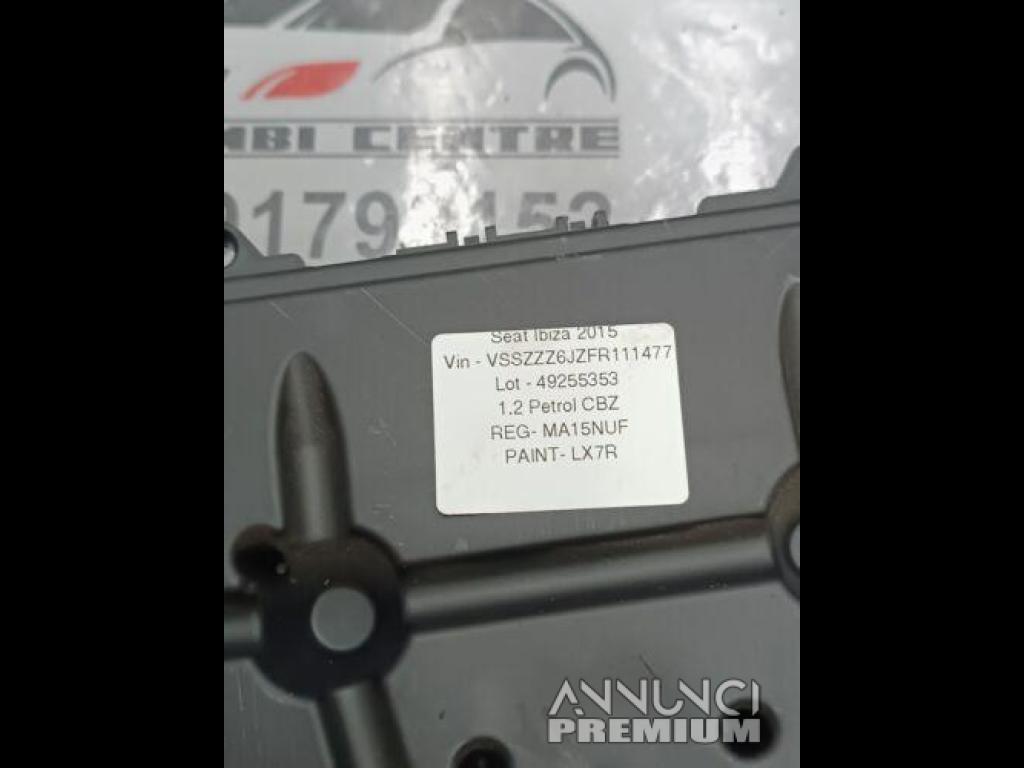 CENTRE
Seat Ibiza 2015
Vin - VSSZZZ6JZFR111477
Lot - 49255353
1.2 Petrol CBZ
REG- MA15NUF
PAINT- LX7R
ANNUNCI
PREMIUM